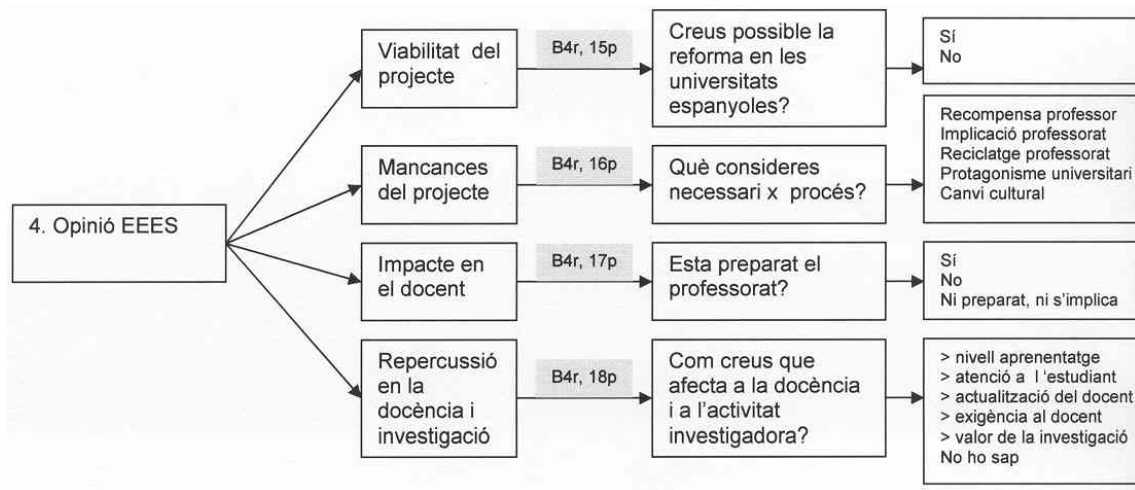 4. Opinió EEES
Viabilitat del
projecte
B4r, 15p
Creus possible la
reforma en les
universitats
espanyoles?
Sí
No
Mancances
del projecte
B4r, 16p
Què consideres
necessari x procés?
Recompensa professor
Implicació professorat
Reciclatge professorat
Protagonisme universitari
Canvi cultural
Impacte en
el docent
B4r, 17p
Esta preparat el
professorat?
Sí
No
Ni preparat, ni s'implica
Repercussió
en la
docència i
investigació
B4r, 18p
Com creus que
afecta a la docència
i a l'activitat
investigadora?
> nivell aprenentatge
> atenció a l 'estudiant
> actualització del docent
> exigència al docent
> valor de la investigació
No ho sap